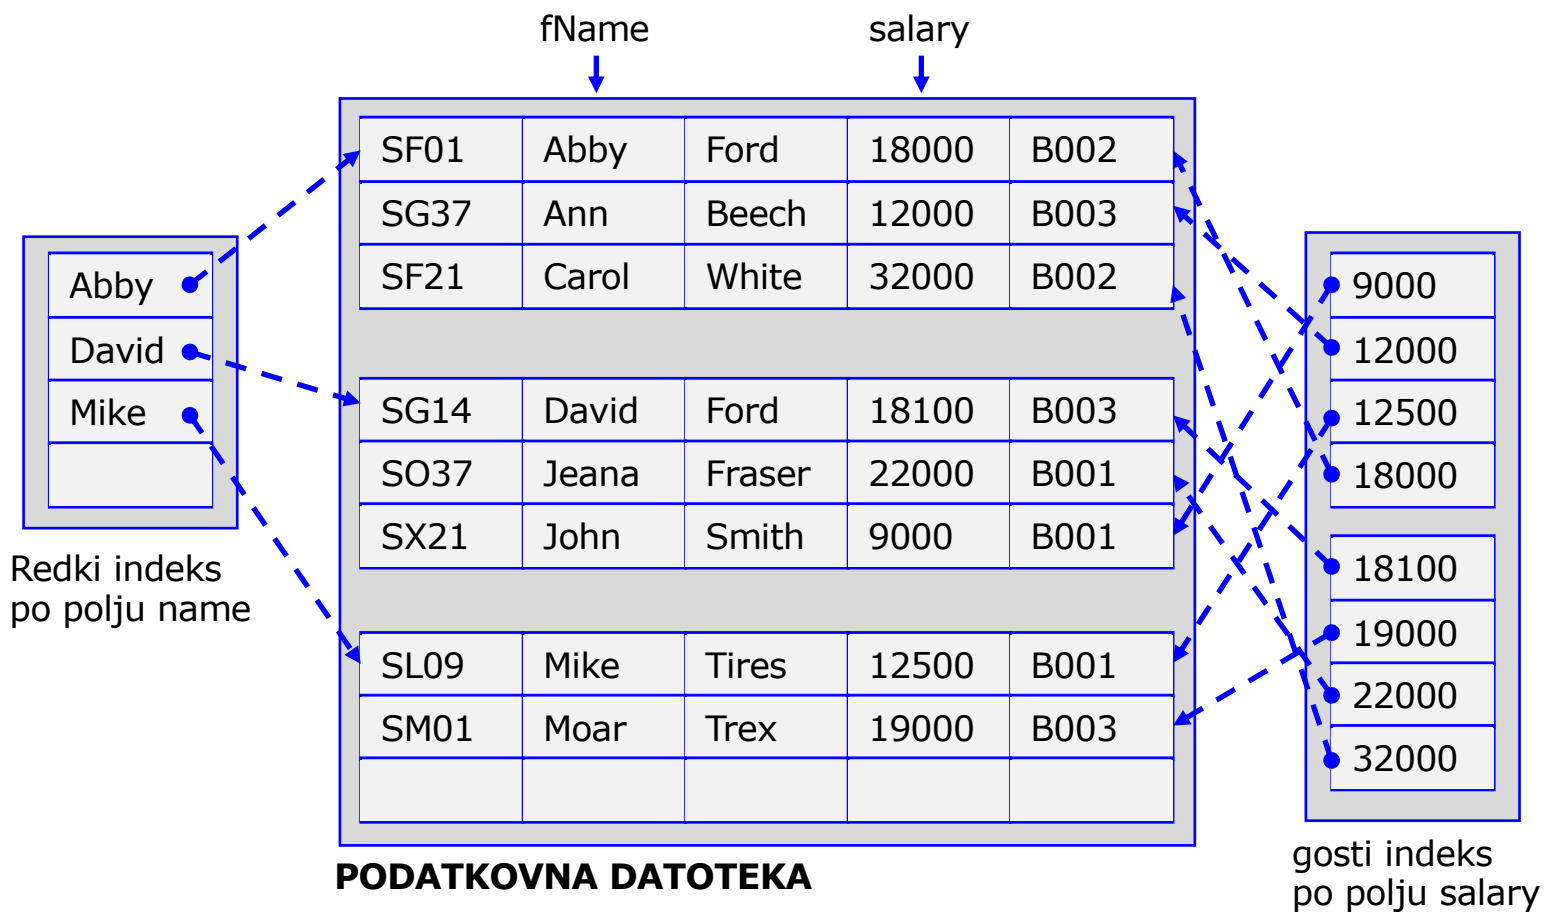 fName salary
SF01 Abby Ford 18000 B002
SG37 Ann Beech 12000 B003
SF21 Carol White 32000 B002
SG14 David Ford 18100 B003
SO37 Jeana Fraser 22000 B001
SX21 John Smith 9000 B001
SL09 Mike Tires 12500 B001
SM01 Moar Trex 19000 B003
PODATKOVNA DATOTEKA
Abby
David
Mike
Redki indeks
po polju name
9000
12000
12500
18000
18100
19000
22000
32000
gosti indeks
po polju salary